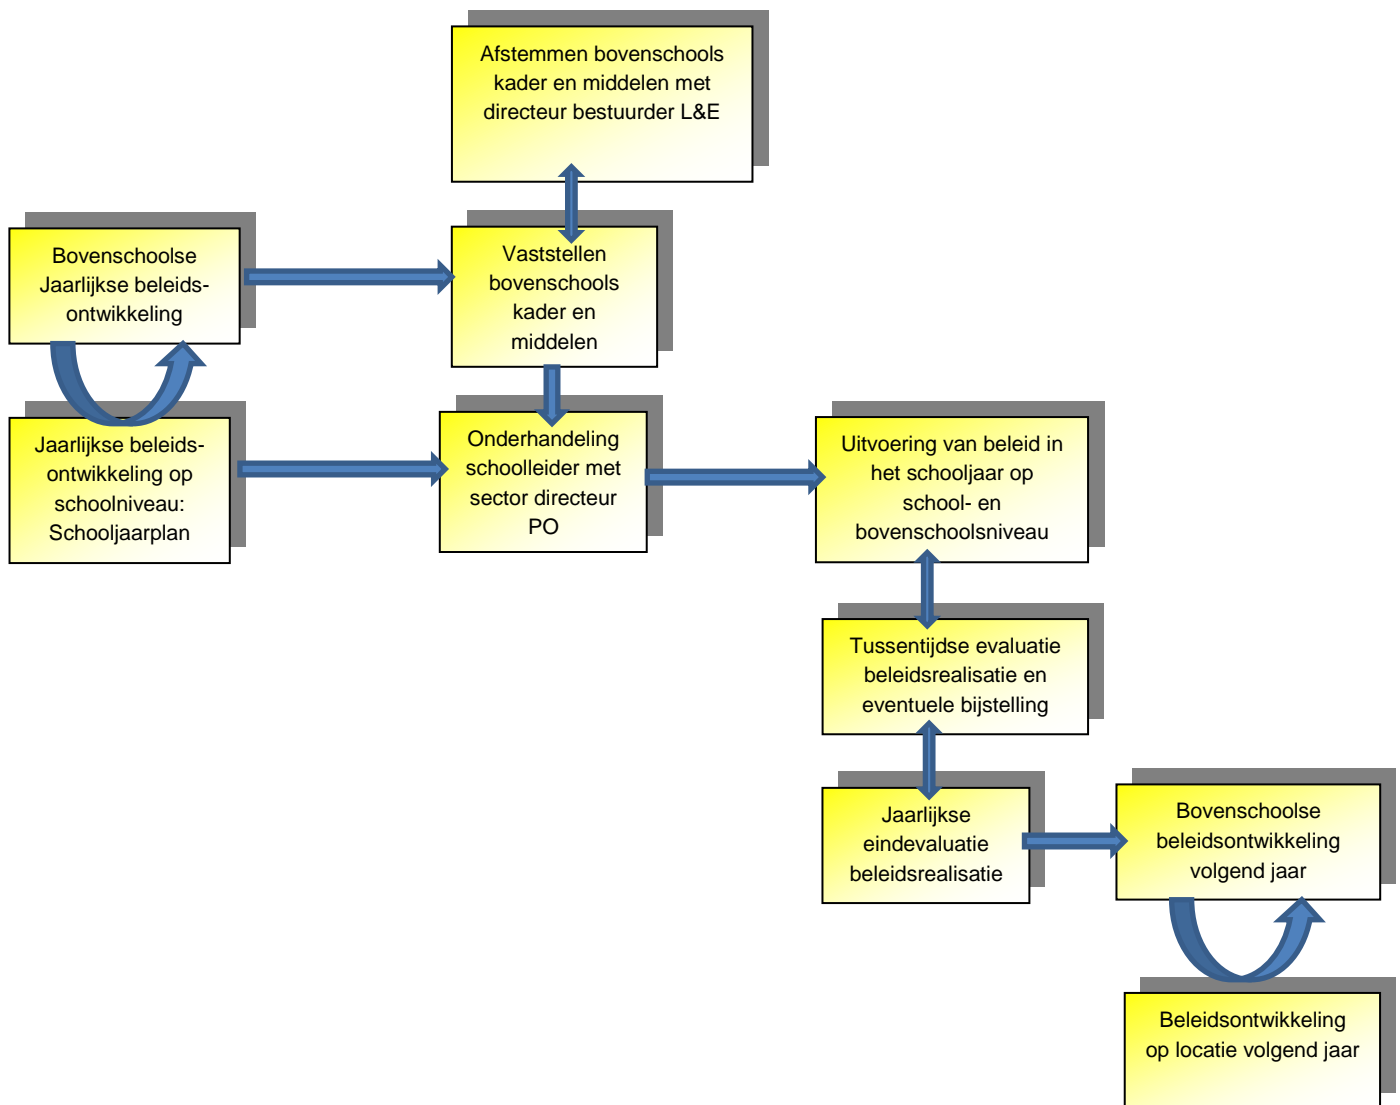 Afstemmen bovenschools
kader en middelen met
directeur bestuurder L&E
Bovenschoolse
Jaarlijkse beleids-
ontwikkeling
Vaststellen
bovenschools
kader en
middelen
Jaarlijkse beleids-
ontwikkeling op
schoolniveau:
Schooljaarplan
Onderhandeling
schoolleider met
sector directeur
PO
Uitvoering van beleid in
het schooljaar op
school- en
bovenschoolsniveau
Tussentijdse evaluatie
beleidsrealisatie en
eventuele bijstelling
Jaarlijkse
eindevaluatie
beleidsrealisatie
Bovenschoolse
beleidsontwikkeling
volgend jaar
Beleidsontwikkeling
op locatie volgend jaar